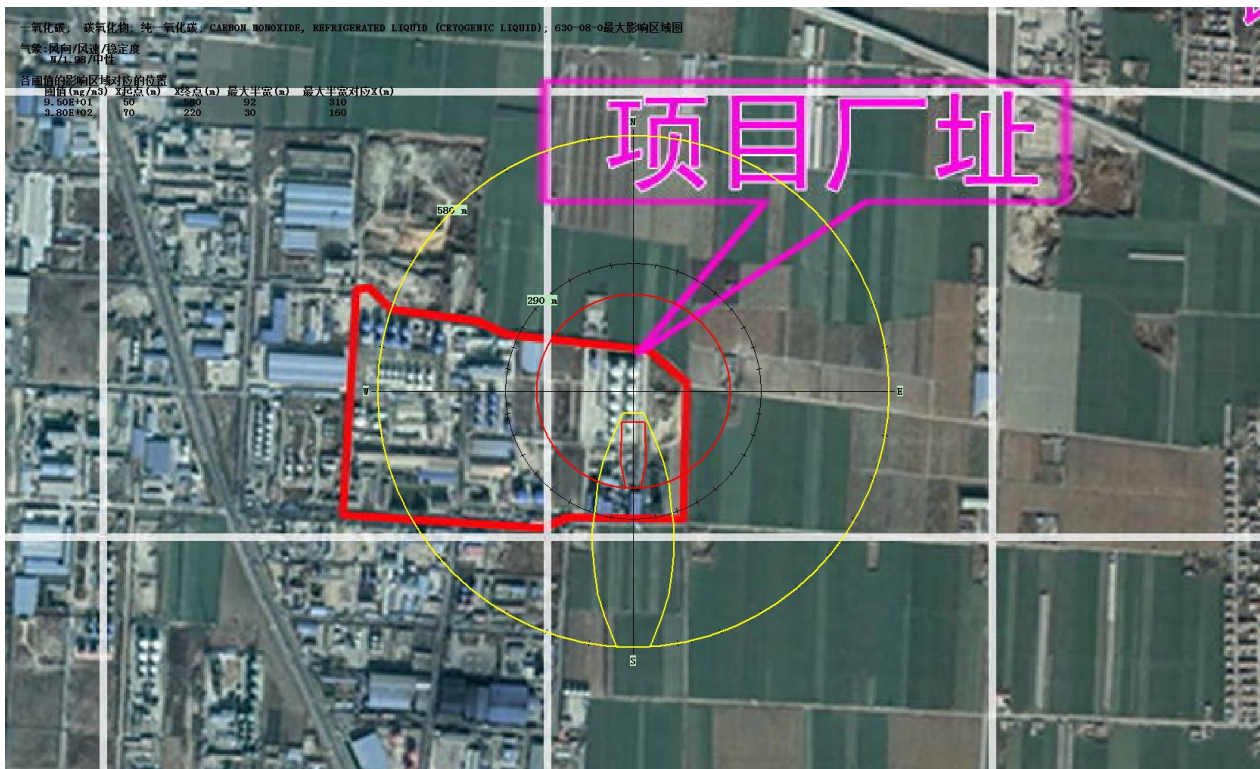 一氧化碳; 碳氧化物; 纯一氧化碳; CARBON MONOXIDE, REFRIGERATED LIQUID (CRYOGENIC LIQUID); 630-08-0最大影响区域图
气象:风向/风速/稳定度
N/1.98/中性
各阈值的影响区域对应的位置
阈值(mg/m3) X起点(m) X终点(m) 最大半宽(m) 最大半宽对应X(m)
9.50E+01 50 580 92 310
3.80E+02 70 220 30 160
项目厂址
N
580 m
290 m
W
E
S